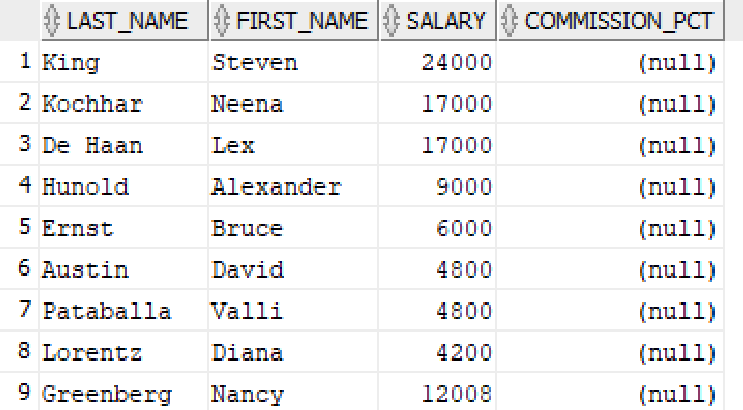 LAST_NAME FIRST_NAME SALARY COMMISSION_PCT
1 King Steven 24000 (null)
2 Kochhar Neena 17000 (null)
3 De Haan Lex 17000 (null)
4 Hunold Alexander 9000 (null)
5 Ernst Bruce 6000 (null)
6 Austin David 4800 (null)
7 Pataballa Valli 4800 (null)
8 Lorentz Diana 4200 (null)
9 Greenberg Nancy 12008 (null)